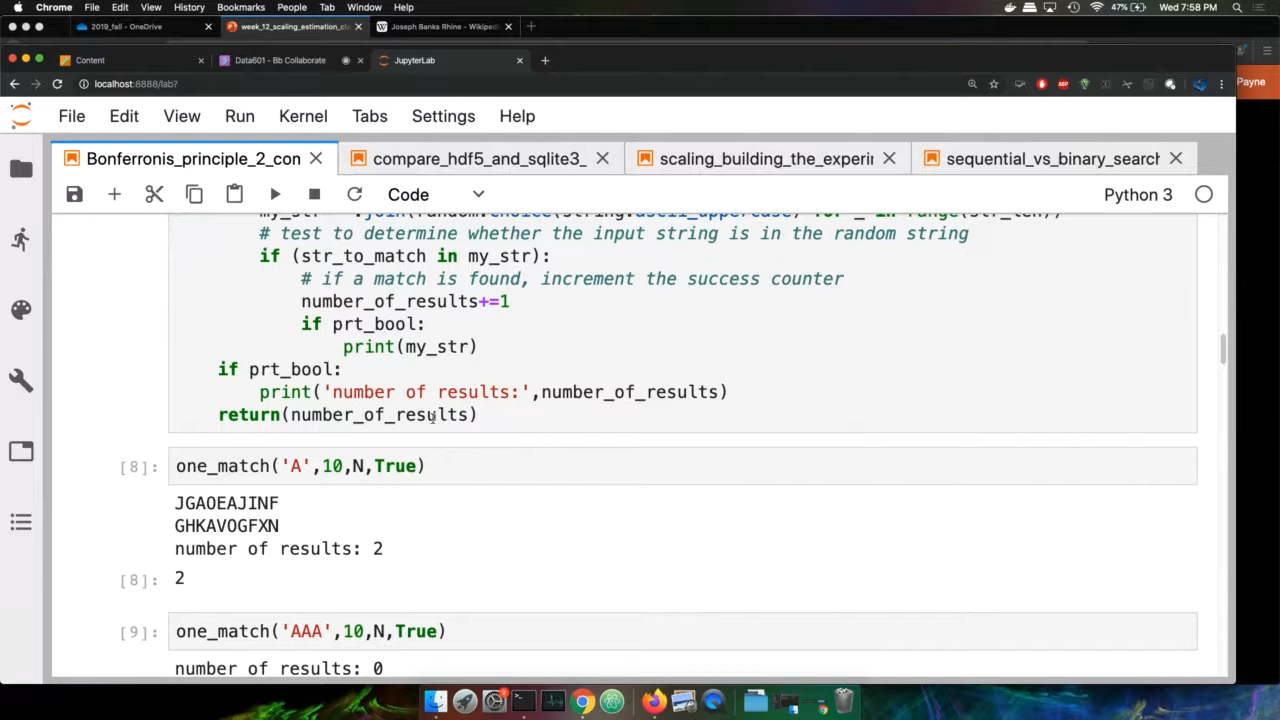 Chrome File Edit View History Bookmarks People Tab Window Help 47% Wed 7:58 PM
2019_fall - OneDrive week_12_scaling_estimation_cl Joseph Banks Rhine - Wikiped
Content Data601 - Bb Collaborate JupyterLab
localhost:8888/lab? Payne
File Edit View Run Kernel Tabs Settings Help
Bonferronis_principle_2_con compare_hdf5_and_sqlite3_ scaling_building_the_experi sequential_vs_binary_search
Code Python 3
my_str = .join(random.choice(string.ascii_uppercase) for _ in range(str_len))
# test to determine whether the input string is in the random string
if (str_to_match in my_str):
# if a match is found, increment the success counter
number_of_results+=1
if prt_bool:
print(my_str)
if prt_bool:
print('number of results:',number_of_results)
return(number_of_results)
[8]: one_match('A',10,N,True)
JGAOEAJINF
GHKAVOGFXN
number of results: 2
[8]: 2
[9]: one_match('AAA',10,N,True)
number of results: 0